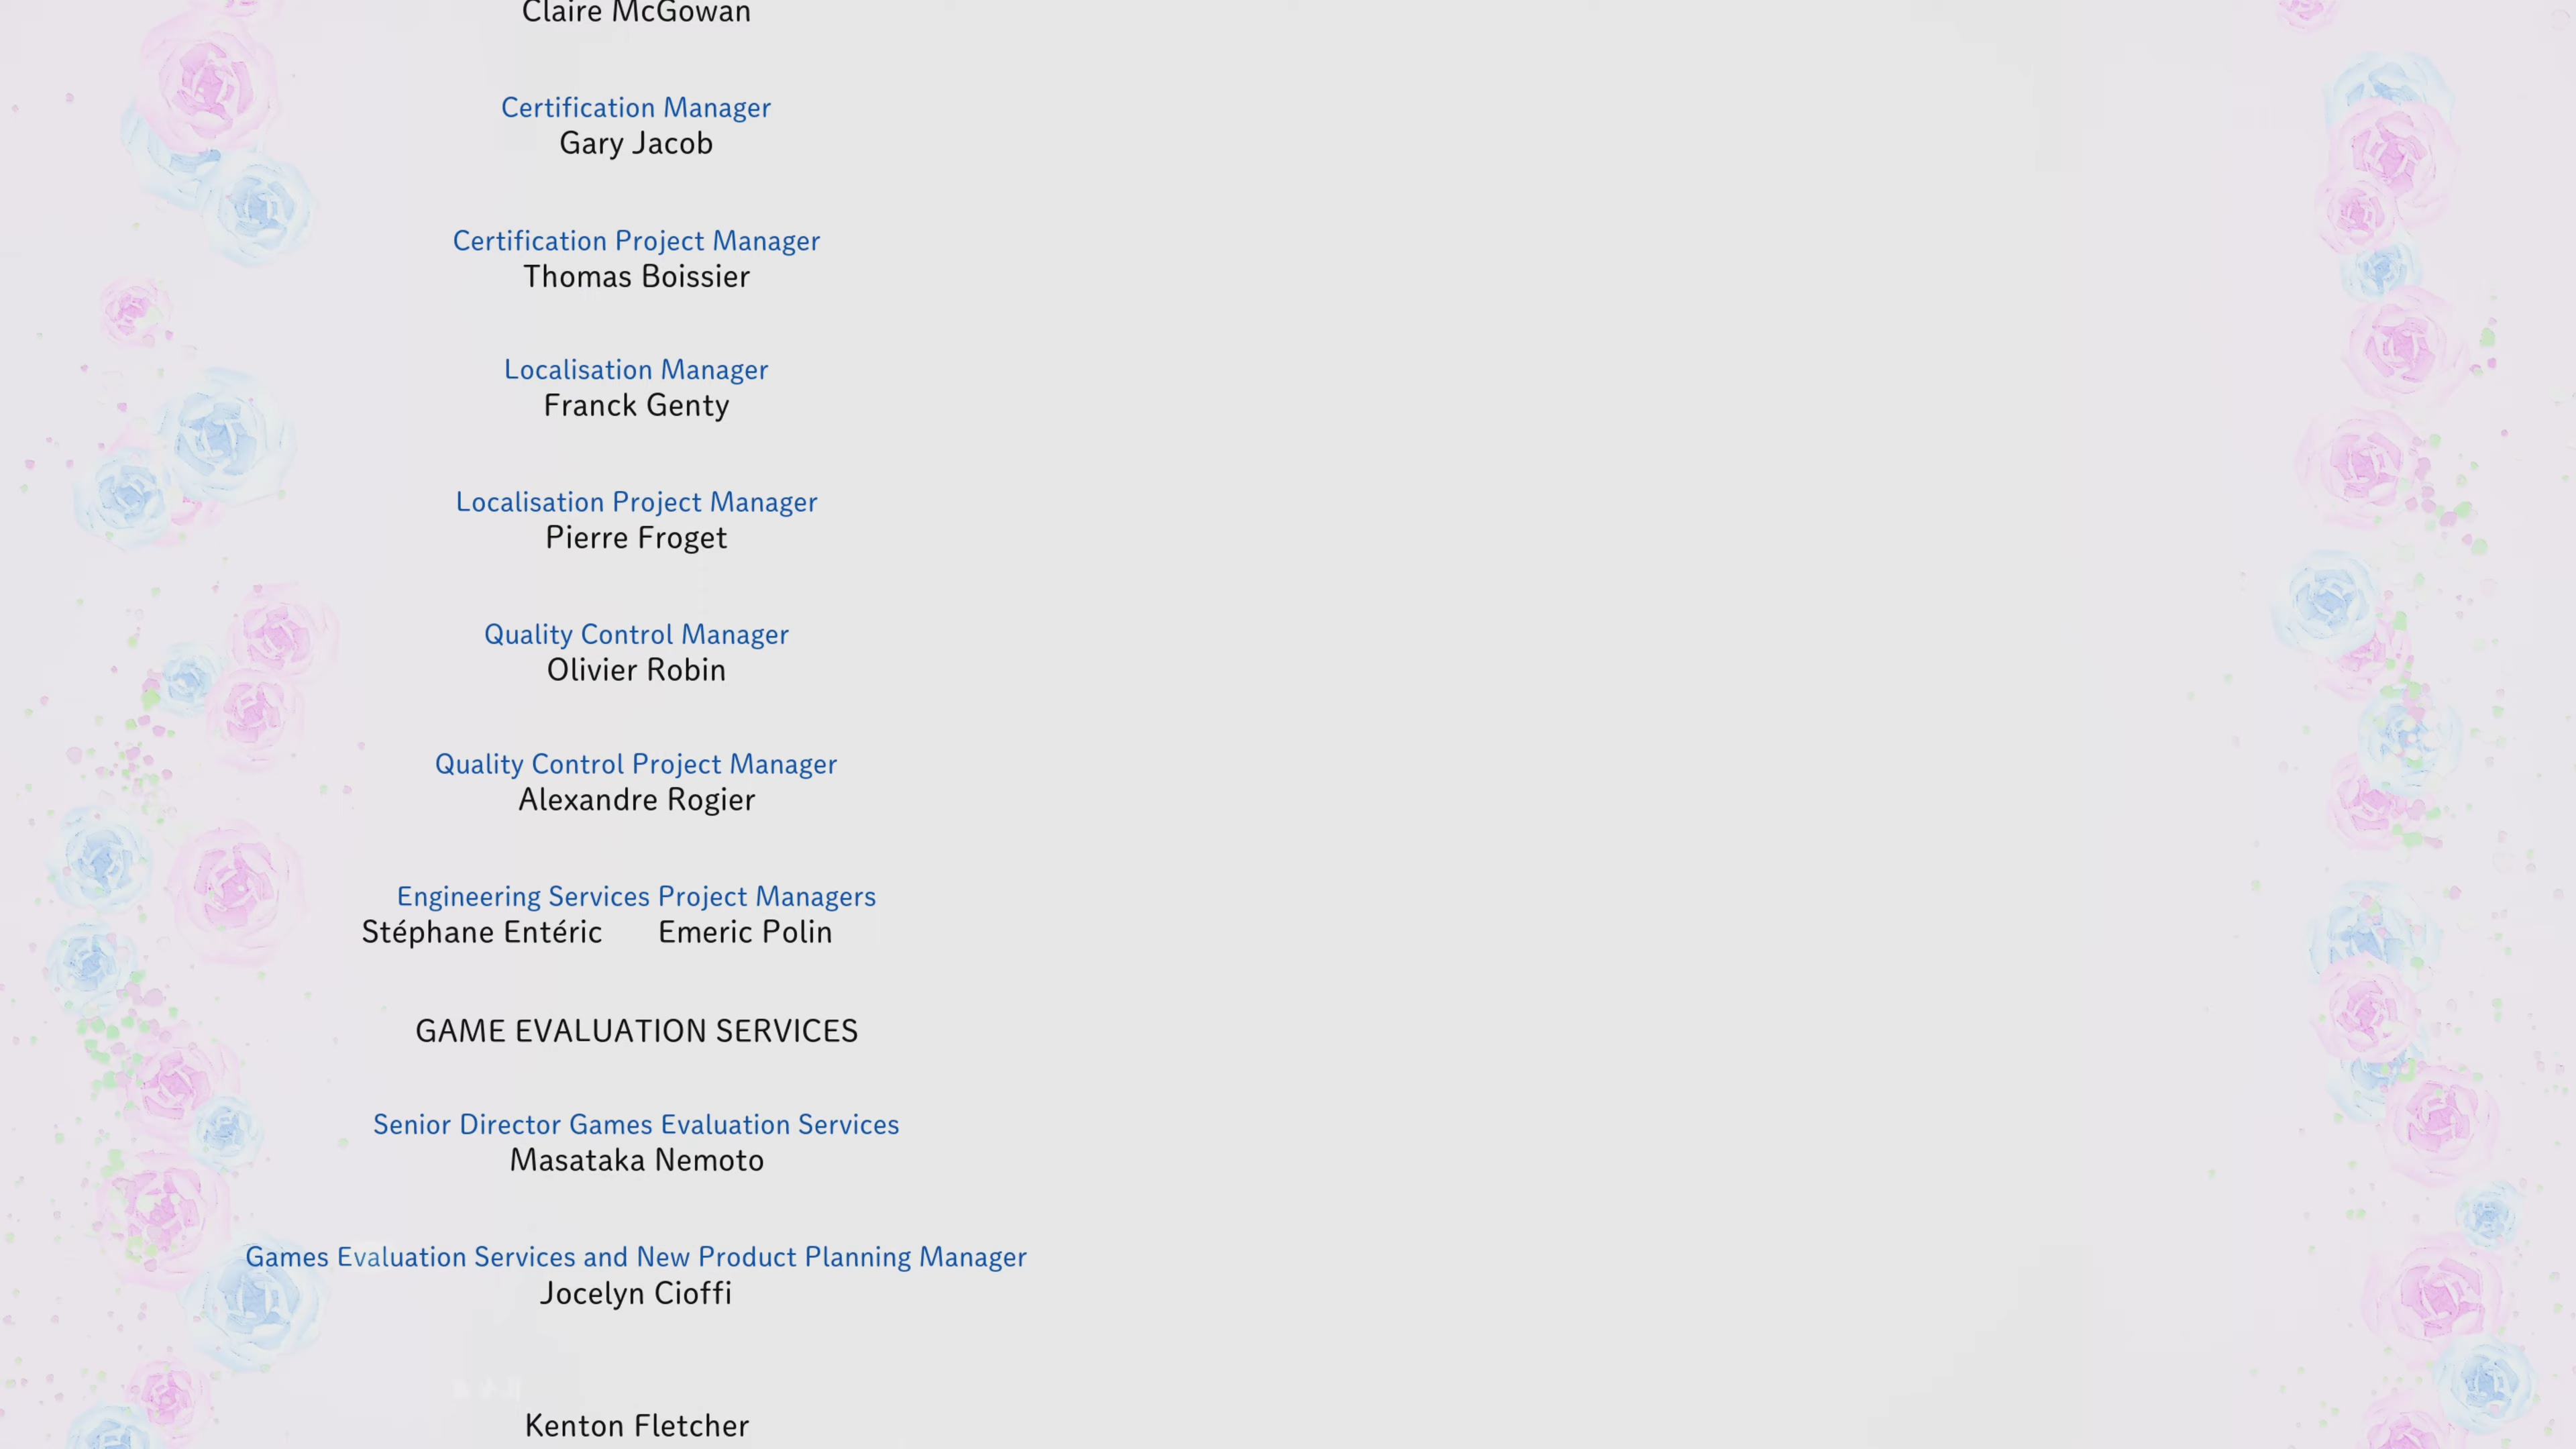 Claire McGowan
Certification Manager
Gary Jacob
Certification Project Manager
Thomas Boissier
Localisation Manager
Franck Genty
Localisation Project Manager
Pierre Froget
Quality Control Manager
Olivier Robin
Quality Control Project Manager
Alexandre Rogier
Engineering Services Project Managers
Stéphane Entéric Emeric Polin
GAME EVALUATION SERVICES
Senior Director Games Evaluation Services
Masataka Nemoto
Games Evaluation Services and New Product Planning Manager
Jocelyn Cioffi
Kenton Fletcher